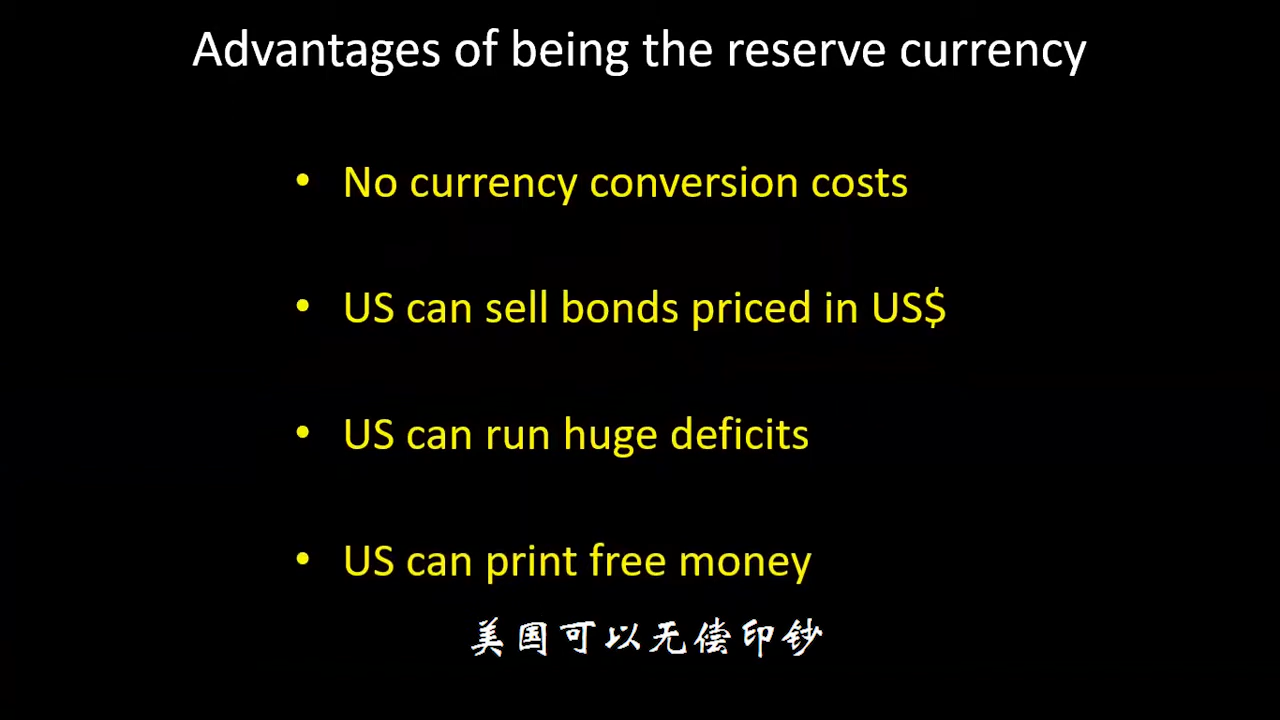 Advantages of being the reserve currency
• No currency conversion costs
• US can sell bonds priced in US$
• US can run huge deficits
• US can print free money
美国可以无偿印钞